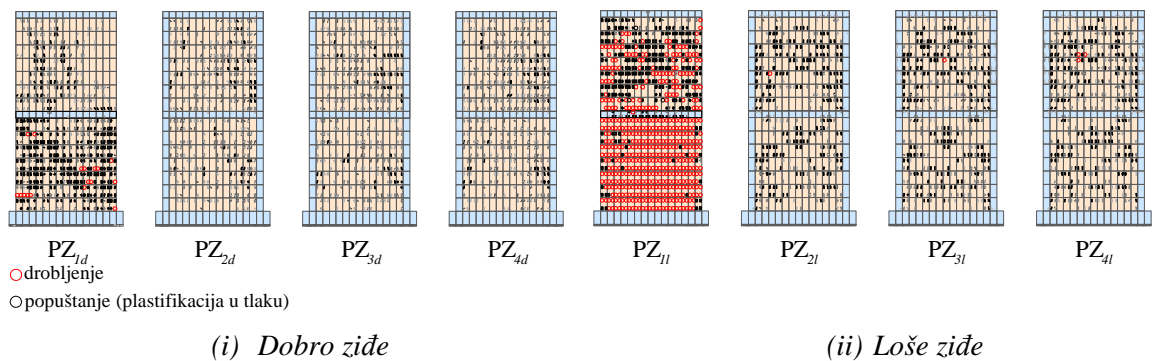 PZ1d PZ2d PZ3d PZ4d PZ1l PZ2l PZ3l PZ4l
drobljenje
popuštanje (plastifikacija u tlaku)
(i) Dobro ziđe (ii) Loše ziđe